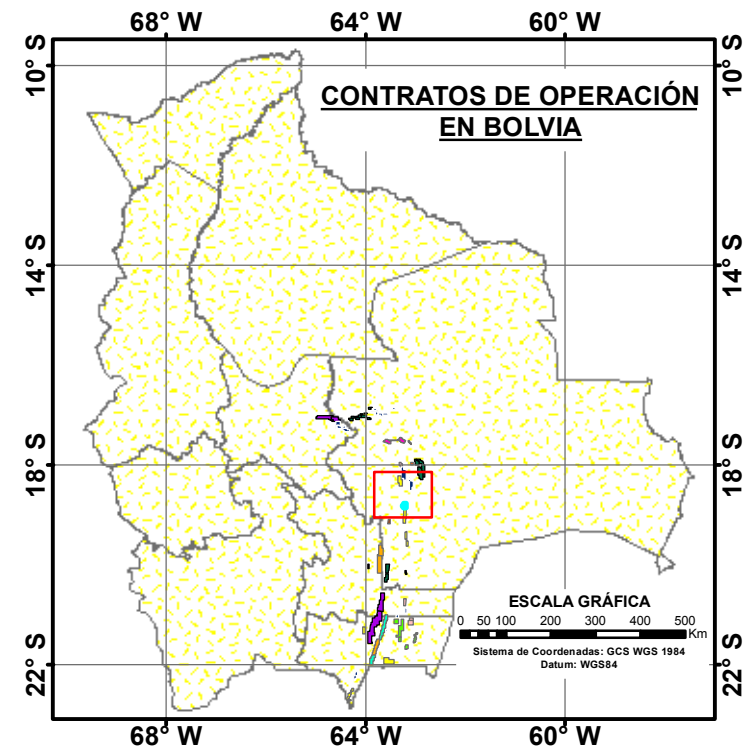 68° W 64° W 60° W
10° S 10° S
CONTRATOS DE OPERACIÓN
EN BOLVIA
14° S 14° S
18° S 18° S
ESCALA GRÁFICA
0 50 100 200 300 400 500
Km
Sistema de Coordenadas: GCS WGS 1984
Datum: WGS84
22° S 22° S
68° W 64° W 60° W